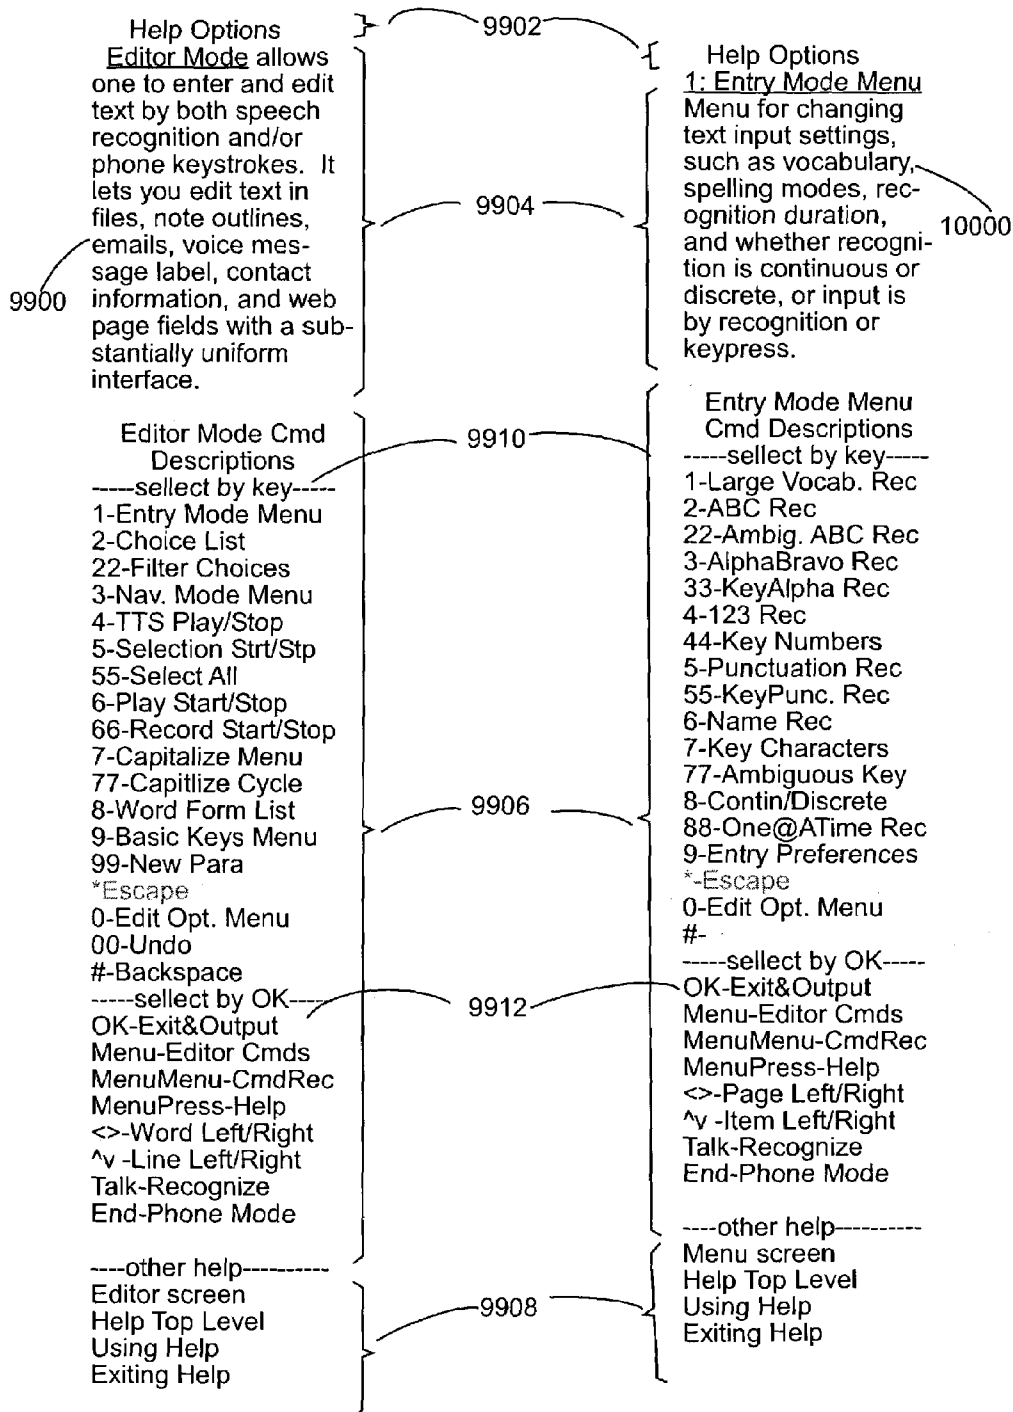 Help Options
Editor Mode allows
one to enter and edit
text by both speech
recognition and/or
phone keystrokes.  It
lets you edit text in
files, note outlines,
emails, voice mes-
sage label, contact
information, and web
page fields with a sub-
stantially uniform
interface.
9900
Editor Mode Cmd
Descriptions
-----sellect by key-----
1-Entry Mode Menu
2-Choice List
22-Filter Choices
3-Nav. Mode Menu
4-TTS Play/Stop
5-Selection Strt/Stp
55-Select All
6-Play Start/Stop
66-Record Start/Stop
7-Capitalize Menu
77-Capitlize Cycle
8-Word Form List
9-Basic Keys Menu
99-New Para
*Escape
0-Edit Opt. Menu
00-Undo
#-Backspace
-----sellect by OK-----
OK-Exit&Output
Menu-Editor Cmds
MenuMenu-CmdRec
MenuPress-Help
<>-Word Left/Right
^v -Line Left/Right
Talk-Recognize
End-Phone Mode
----other help----------
Editor screen
Help Top Level
Using Help
Exiting Help
9902
9904
9910
9906
9912
9908
Help Options
1: Entry Mode Menu
Menu for changing
text input settings,
such as vocabulary,
spelling modes, rec-
ognition duration,
and whether recogni-
tion is continuous or
discrete, or input is
by recognition or
keypress.
10000
Entry Mode Menu
Cmd Descriptions
-----sellect by key-----
1-Large Vocab. Rec
2-ABC Rec
22-Ambig. ABC Rec
3-AlphaBravo Rec
33-KeyAlpha Rec
4-123 Rec
44-Key Numbers
5-Punctuation Rec
55-KeyPunc. Rec
6-Name Rec
7-Key Characters
77-Ambiguous Key
8-Contin/Discrete
88-One@ATime Rec
9-Entry Preferences
*-Escape
0-Edit Opt. Menu
#-
-----sellect by OK-----
OK-Exit&Output
Menu-Editor Cmds
MenuMenu-CmdRec
MenuPress-Help
<>-Page Left/Right
^v -Item Left/Right
Talk-Recognize
End-Phone Mode
----other help----------
Menu screen
Help Top Level
Using Help
Exiting Help